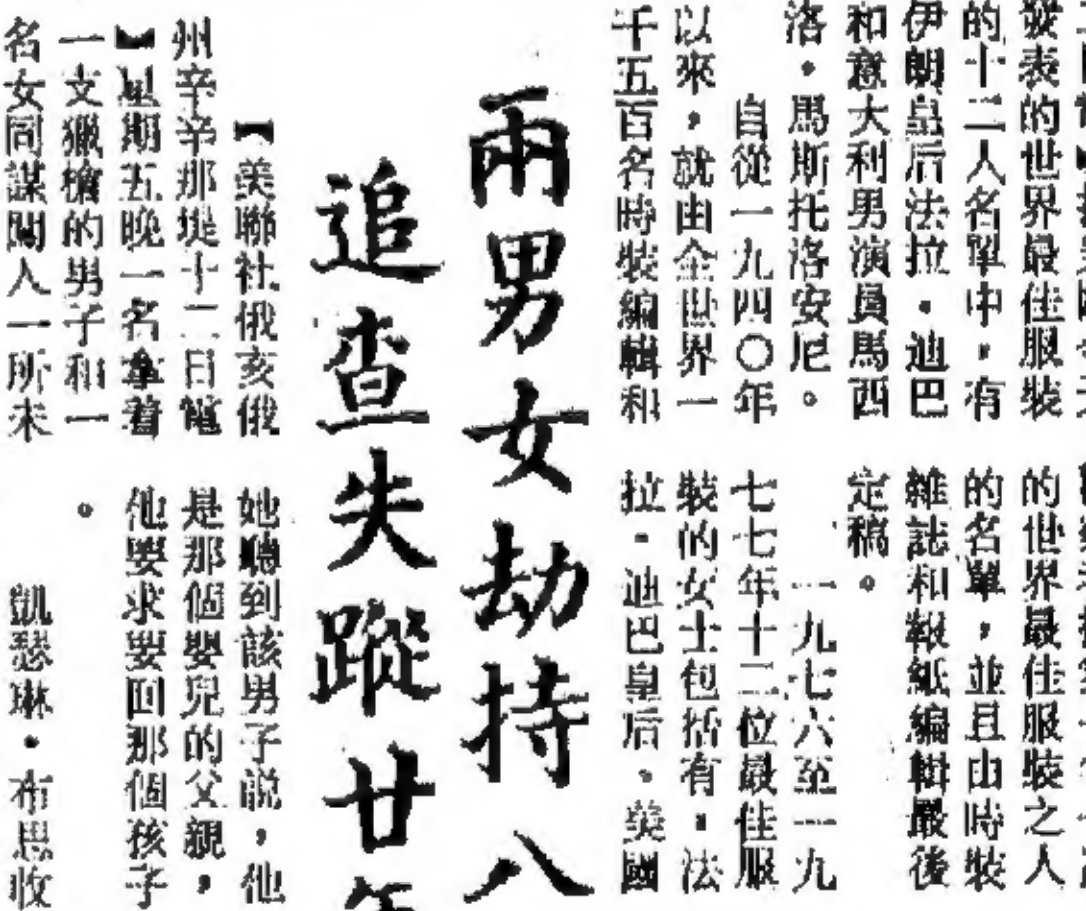 發表的世界最佳服裝
的十二人名單中，有
伊朗皇后法拉·迪巴
和意大利男演員馬西
洛·馬斯托洛安尼。
自從一九四〇年
以來，就由全世界一
千五百名時裝編輯和
的世界最佳服裝之人
的名單，並且由時裝
雜誌和報紙編輯最後
定稿。
一九七六至一九
七七年十二位最佳服
裝的女士包括有：法
拉·迪巴皇后、美國
兩男女劫持八
追查失蹤廿年
【美聯社俄亥俄
州辛辛那堤十二日電
】星期五晚一名拿着
一支獵槍的男子和一
名女同謀闖入一所未
她聽到該男子說，他
是那個嬰兒的父親，
他要求要回那個孩子
。
凱瑟琳·布思收